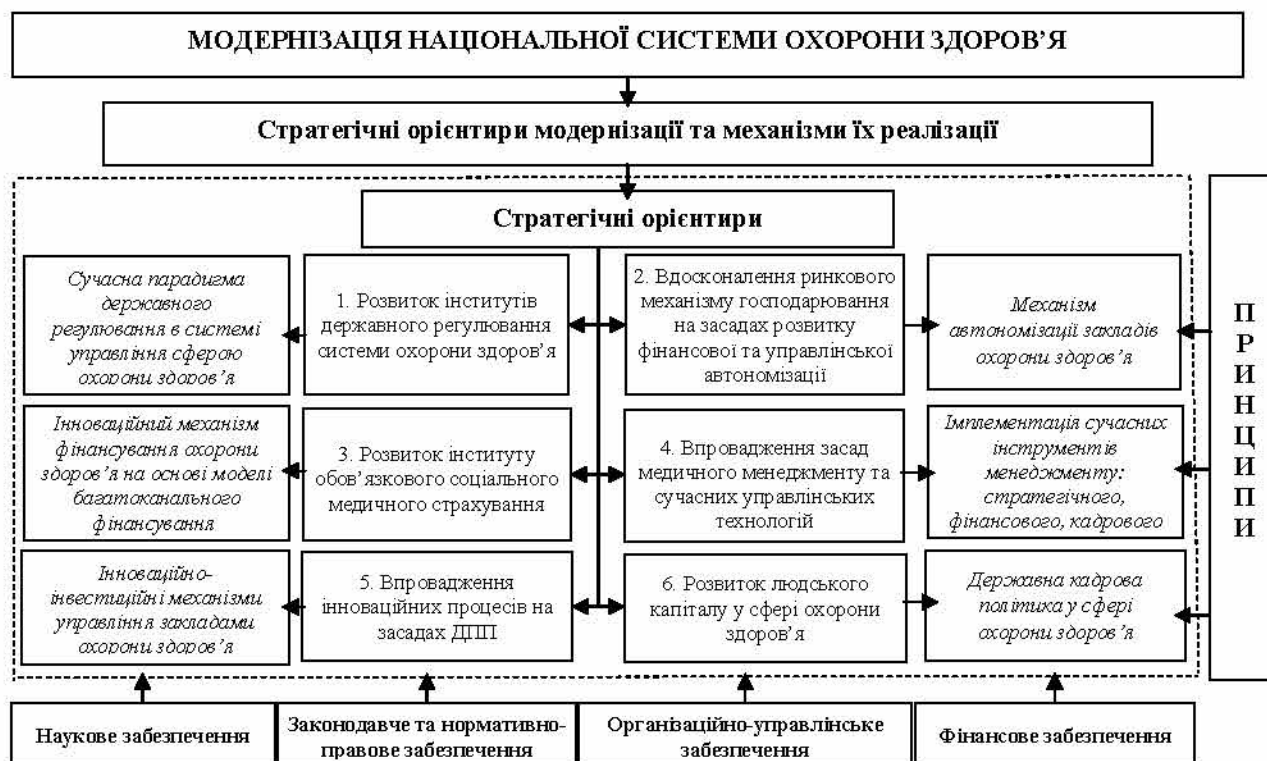 МОДЕРНІЗАЦІЯ НАЦІОНАЛЬНОЇ СИСТЕМИ ОХОРОНИ ЗДОРОВ’Я
Стратегічні орієнтири модернізації та механізми їх реалізації
Стратегічні орієнтири
Сучасна парадигма
державного
регулювання в системі
управління сферою
охорони здоров’я
1. Розвиток інститутів
державного регулювання
системи охорони здоров’я
2. Вдосконалення ринкового
механізму господарювання
на засадах розвитку
фінансової та управлінської
автономізації
Механізм
автономізації закладів
охорони здоров’я
Інноваційний механізм
фінансування охорони
здоров’я на основі моделі
багатоканального
фінансування
3. Розвиток інституту
обов’язкового соціального
медичного страхування
4. Впровадження засад
медичного менеджменту та
сучасних управлінських
технологій
Імплементація сучасних
інструментів
менеджменту:
стратегічного,
фінансового, кадрового
Інноваційно-
інвестиційні механізми
управління закладами
охорони здоров’я
5. Впровадження
інноваційних процесів на
засадах ДПП
6. Розвиток людського
капіталу у сфері охорони
здоров’я
Державна кадрова
політика у сфері
охорони здоров’я
П
Р
И
Н
Ц
И
П
И
Наукове забезпечення
Законодавче та нормативно-
правове забезпечення
Організаційно-управлінське
забезпечення
Фінансове забезпечення